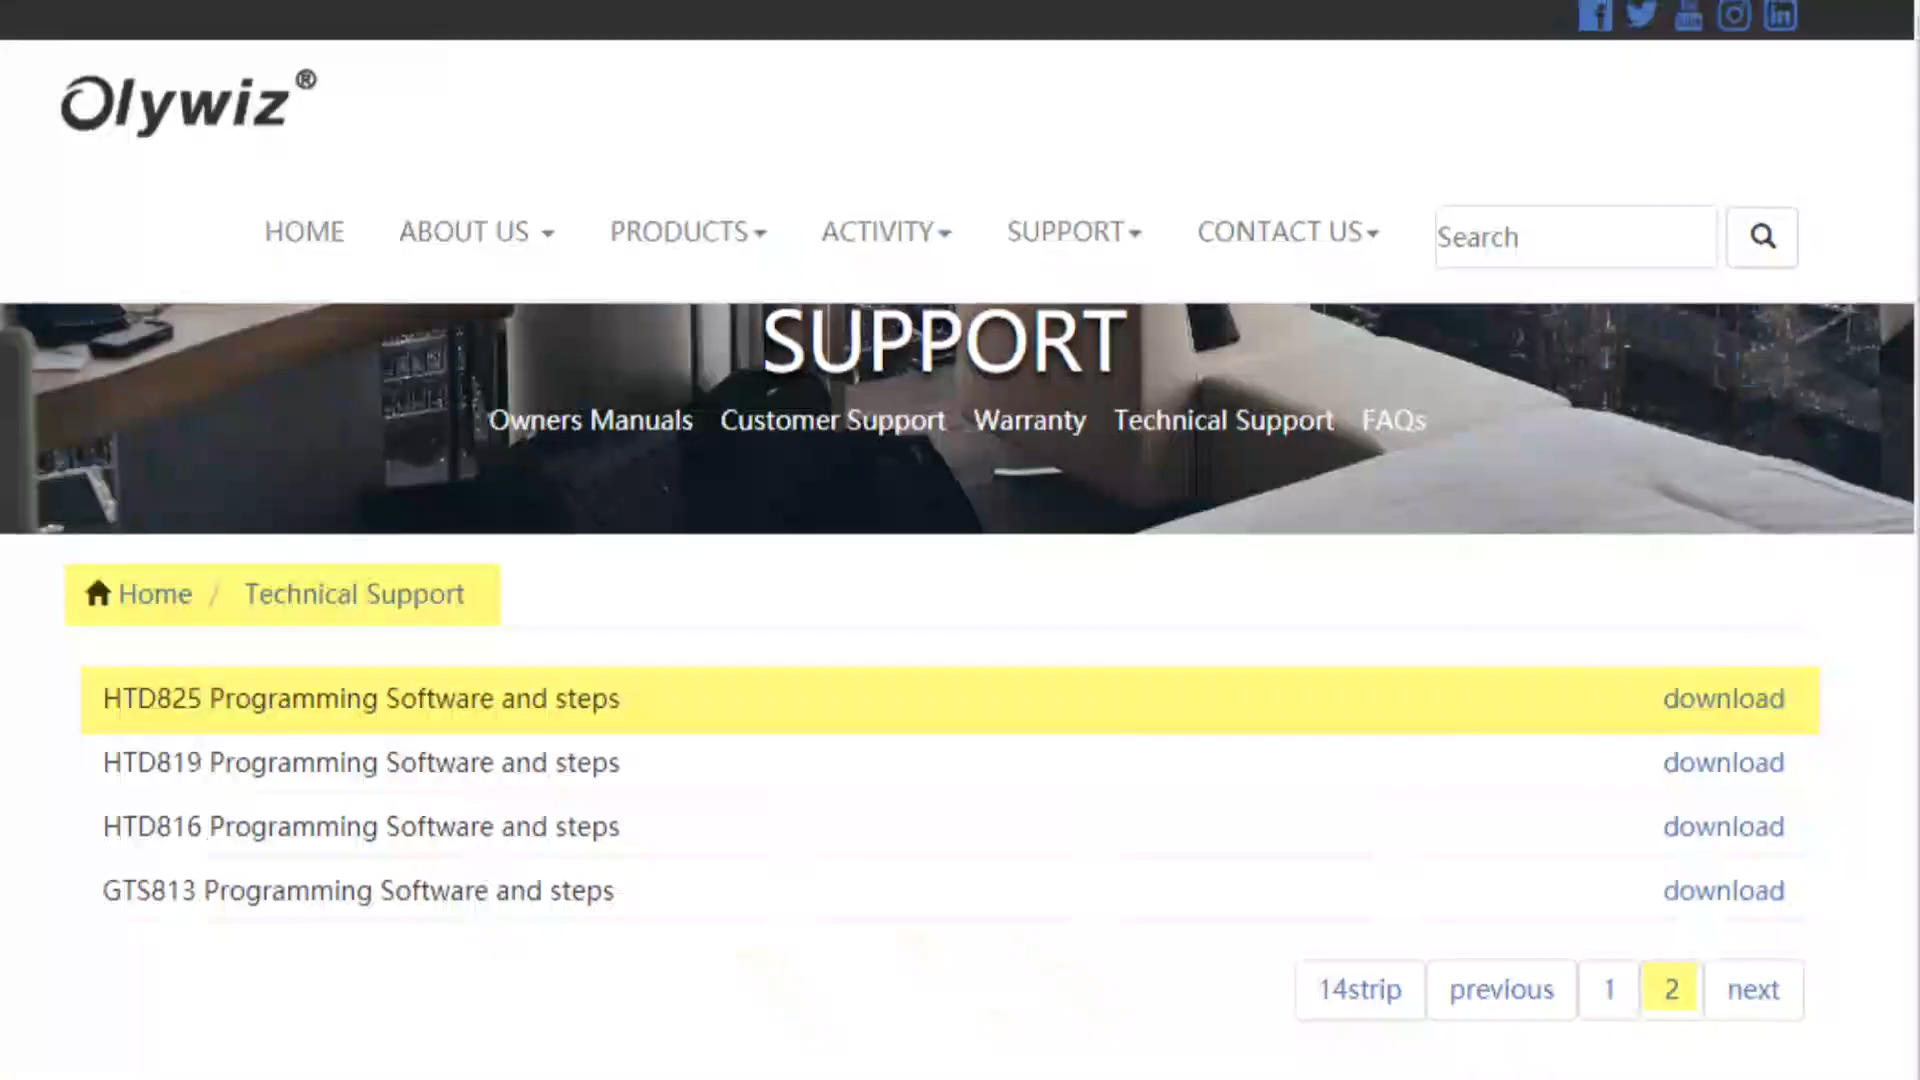 Olywiz®
HOME ABOUT US PRODUCTS ACTIVITY SUPPORT CONTACT US Search
SUPPORT
Owners Manuals Customer Support Warranty Technical Support FAQs
Home / Technical Support
HTD825 Programming Software and steps download
HTD819 Programming Software and steps download
HTD816 Programming Software and steps download
GTS813 Programming Software and steps download
14strip previous 1 2 next